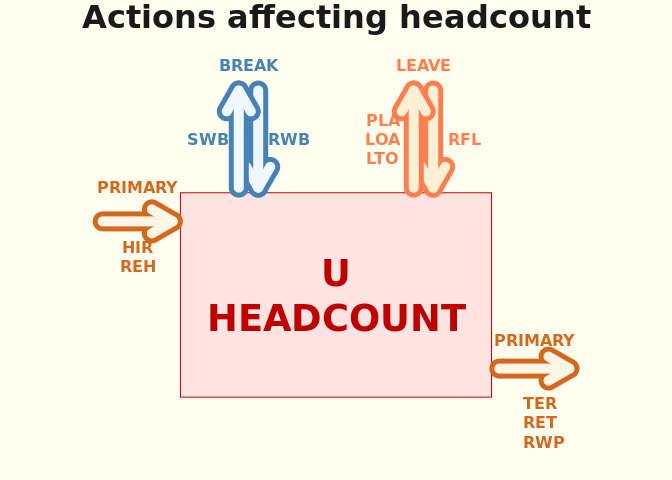 Actions affecting headcount
BREAK
LEAVE
PLA
SWB
RWB
LOA
RFL
LTO
PRIMARY
HIR
REH
U
HEADCOUNT
PRIMARY
TER
RET
RWP